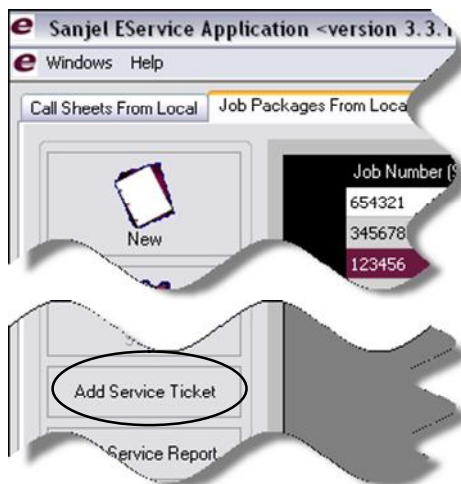 e Sanjel EService Application <version 3.3.1
e Windows Help
Call Sheets From Local Job Packages From Loca
Job Number (S
654321
New
345678
123456
Add Service Ticket
Service Report